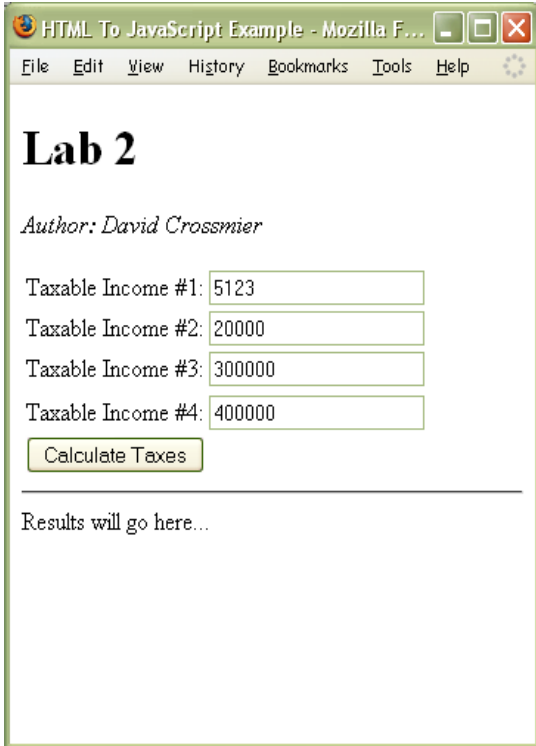 HTML To JavaScript Example - Mozilla F...
File Edit View History Bookmarks Tools Help
Lab 2
Author: David Crossmier
Taxable Income #1: 5123
Taxable Income #2: 20000
Taxable Income #3: 300000
Taxable Income #4: 400000
Calculate Taxes
Results will go here...